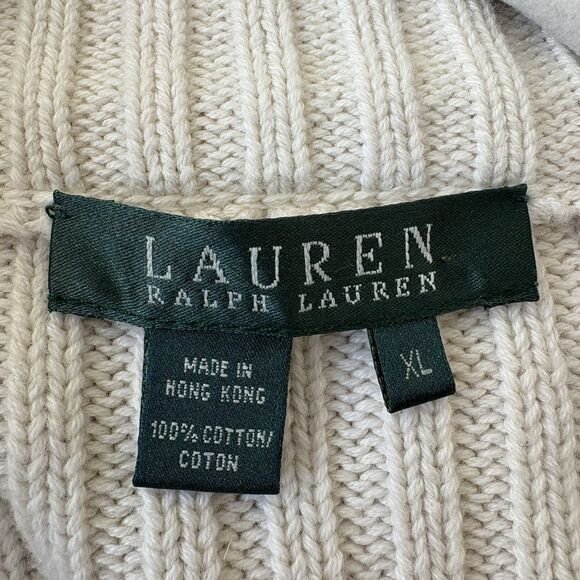 LAUREN
RALPH LAUREN
MADE IN
HONG KONG
100% COTTON/
COTON
XL